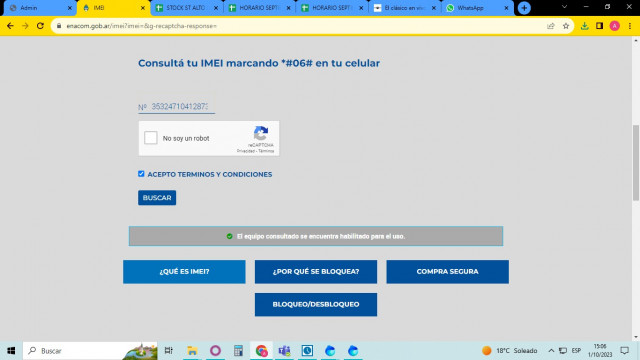 Admin
IMEI
STOCK ST ALTO
HORARIO SEPT
HORARIO SEPT
El clásico en viv
WhatsApp
enacom.gob.ar/imei?imei=&g-recaptcha-response=
A
Consultá tu IMEI marcando *#06# en tu celular
Nº 35324710412873
No soy un robot
reCAPTCHA
Privacidad - Términos
ACEPTO TERMINOS Y CONDICIONES
BUSCAR
El equipo consultado se encuentre habilitado para el uso.
¿QUÉ ES IMEI?
¿POR QUÉ SE BLOQUEA?
COMPRA SEGURA
BLOQUEO/DESBLOQUEO
Buscar
18°C Soleado
ESP
15:06
1/10/2023